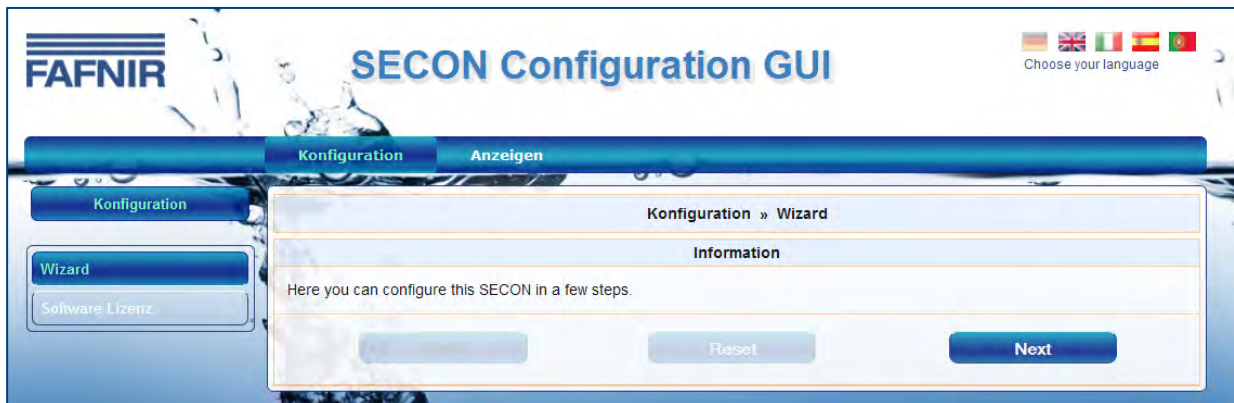 FAFNIR
SECON Configuration GUI
Choose your language
Konfiguration
Anzeigen
Konfiguration
Wizard
Software Lizenz
Konfiguration » Wizard
Information
Here you can configure this SECON in a few steps.
Reset
Next